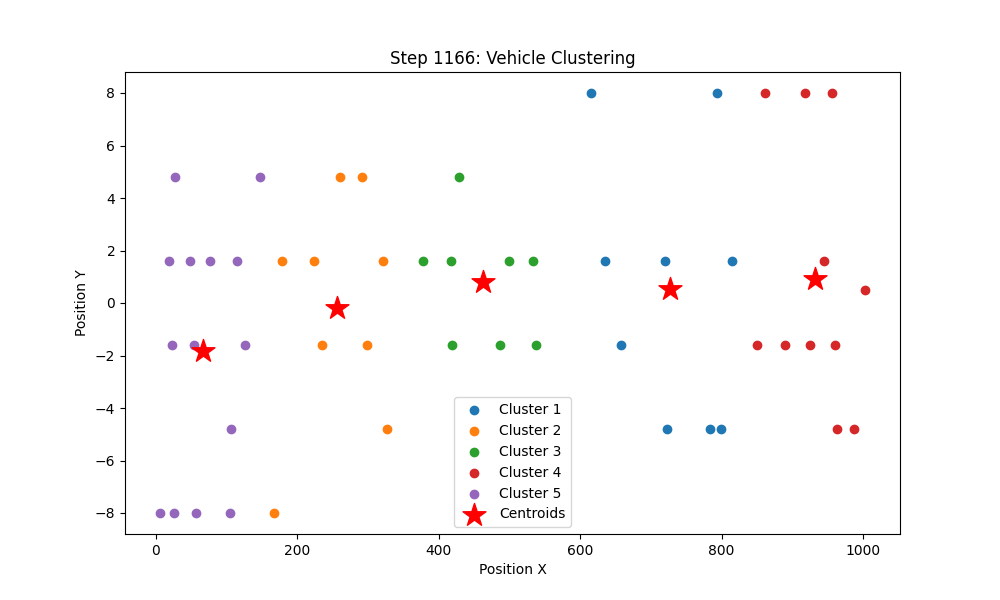 Step 1166: Vehicle Clustering
Position Y
8
6
4
2
0
−2
−4
−6
−8
Cluster 1
Cluster 2
Cluster 3
Cluster 4
Cluster 5
Centroids
0 200 400 600 800 1000
Position X